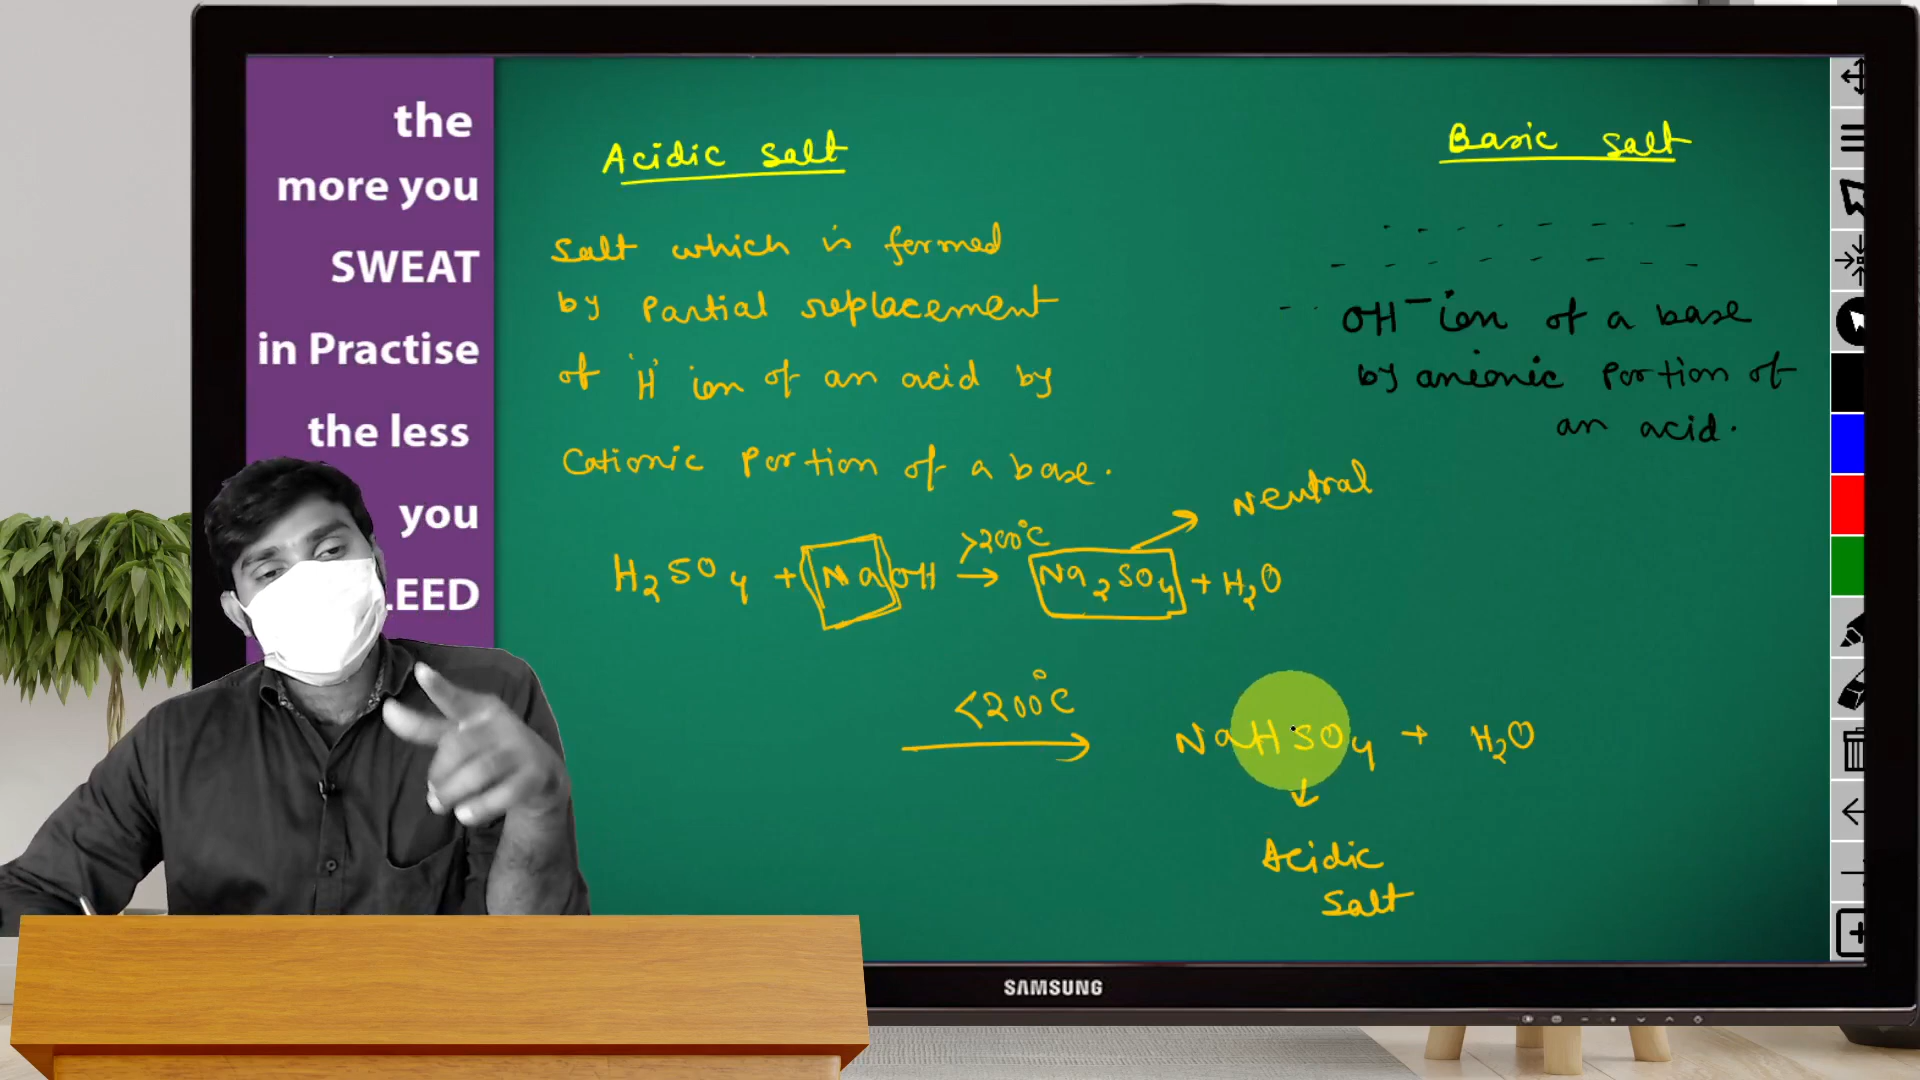 the
more you
SWEAT
in Practise
the less
you
LEED
Acidic salt
salt which is formed
by partial replacement
of 'H' ion of an acid by
Cationic portion of a base.
H₂SO₄ + NaOH >200°C → Na₂SO₄ + H₂O
Neutral
<200°C → NaHSO₄ + H₂O
↓
Acidic
salt
Basic salt
OH⁻ ion of a base
by anionic portion of
an acid.
SAMSUNG